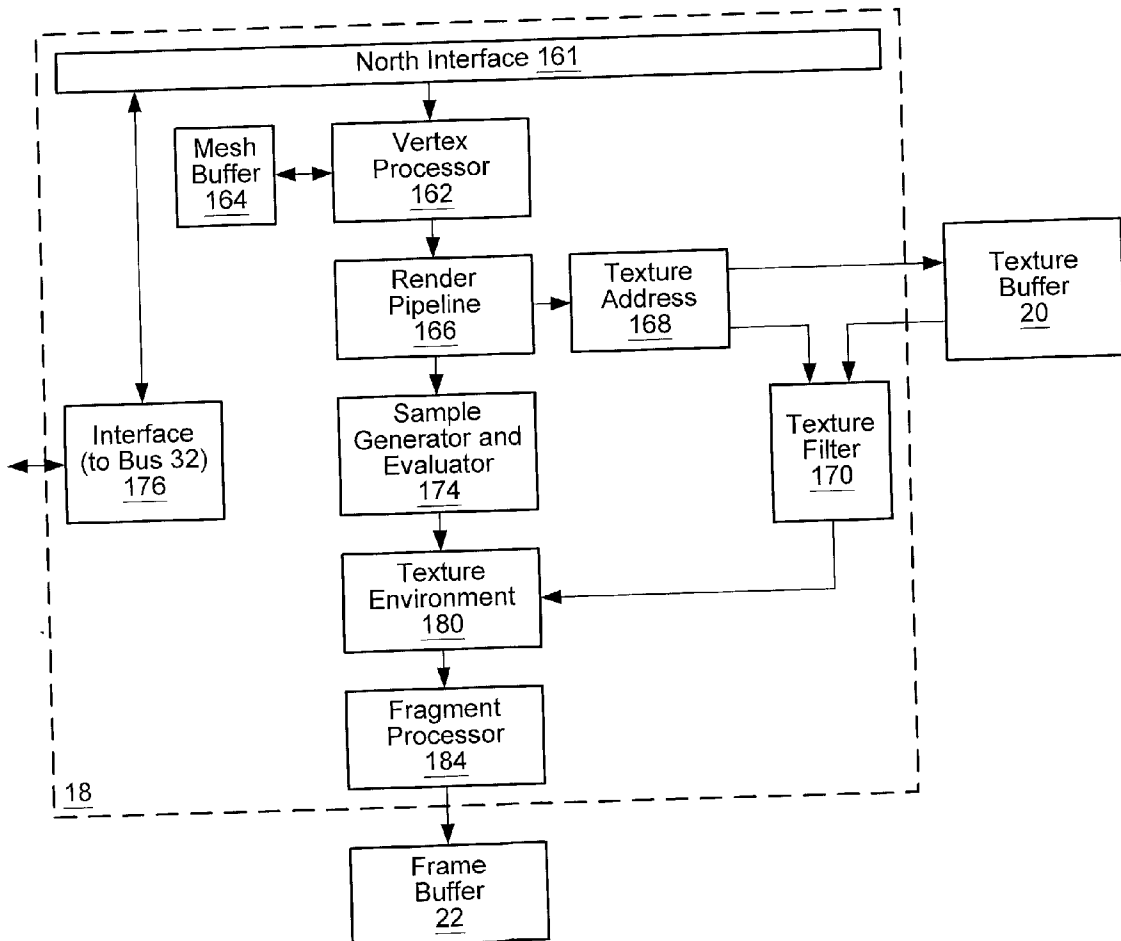 North Interface 161
Mesh
Buffer
164
Vertex
Processor
162
Render
Pipeline
166
Texture
Address
168
Texture
Buffer
20
Interface
(to Bus 32)
176
Sample
Generator and
Evaluator
174
Texture
Filter
170
Texture
Environment
180
Fragment
Processor
184
18
Frame
Buffer
22